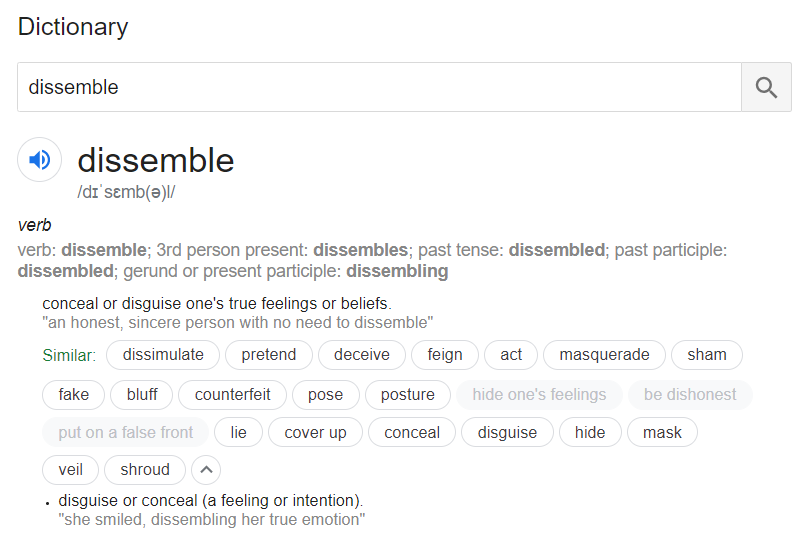 Dictionary
dissemble
dissemble
/dɪˈsɛmb(ə)l/
verb
verb: dissemble; 3rd person present: dissembles; past tense: dissembled; past participle:
dissembled; gerund or present participle: dissembling
conceal or disguise one's true feelings or beliefs.
"an honest, sincere person with no need to dissemble"
Similar: dissimulate pretend deceive feign act masquerade sham
fake bluff counterfeit pose posture hide one's feelings be dishonest
put on a false front lie cover up conceal disguise hide mask
veil shroud
• disguise or conceal (a feeling or intention).
"she smiled, dissembling her true emotion"